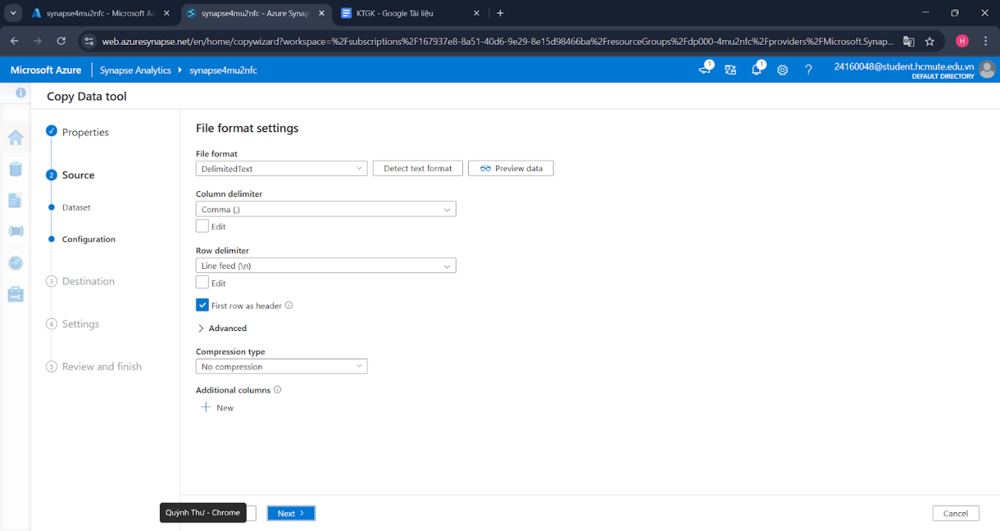 synapse4mu2nfc - Microsoft Az
synapse4mu2nfc - Azure Synap
KTGK - Google Tài liệu
web.azuresynapse.net/en/home/copywizard?workspace=%2Fsubscriptions%2F167937e8-8a51-40d6-9e29-8e15d98466ba%2FresourceGroups%2Fdp000-4mu2nfc%2Fproviders%2FMicrosoft.Synap...
H
Microsoft Azure
Synapse Analytics
synapse4mu2nfc
1
1
24160048@student.hcmute.edu.vn
DEFAULT DIRECTORY
Copy Data tool
Properties
2 Source
Dataset
Configuration
3 Destination
4 Settings
5 Review and finish
File format settings
File format
DelimitedText
Detect text format
Preview data
Column delimiter
Comma (,)
Edit
Row delimiter
Line feed (\n)
Edit
First row as header
Advanced
Compression type
No compression
Additional columns
New
Quỳnh Thư - Chrome
Next
Cancel